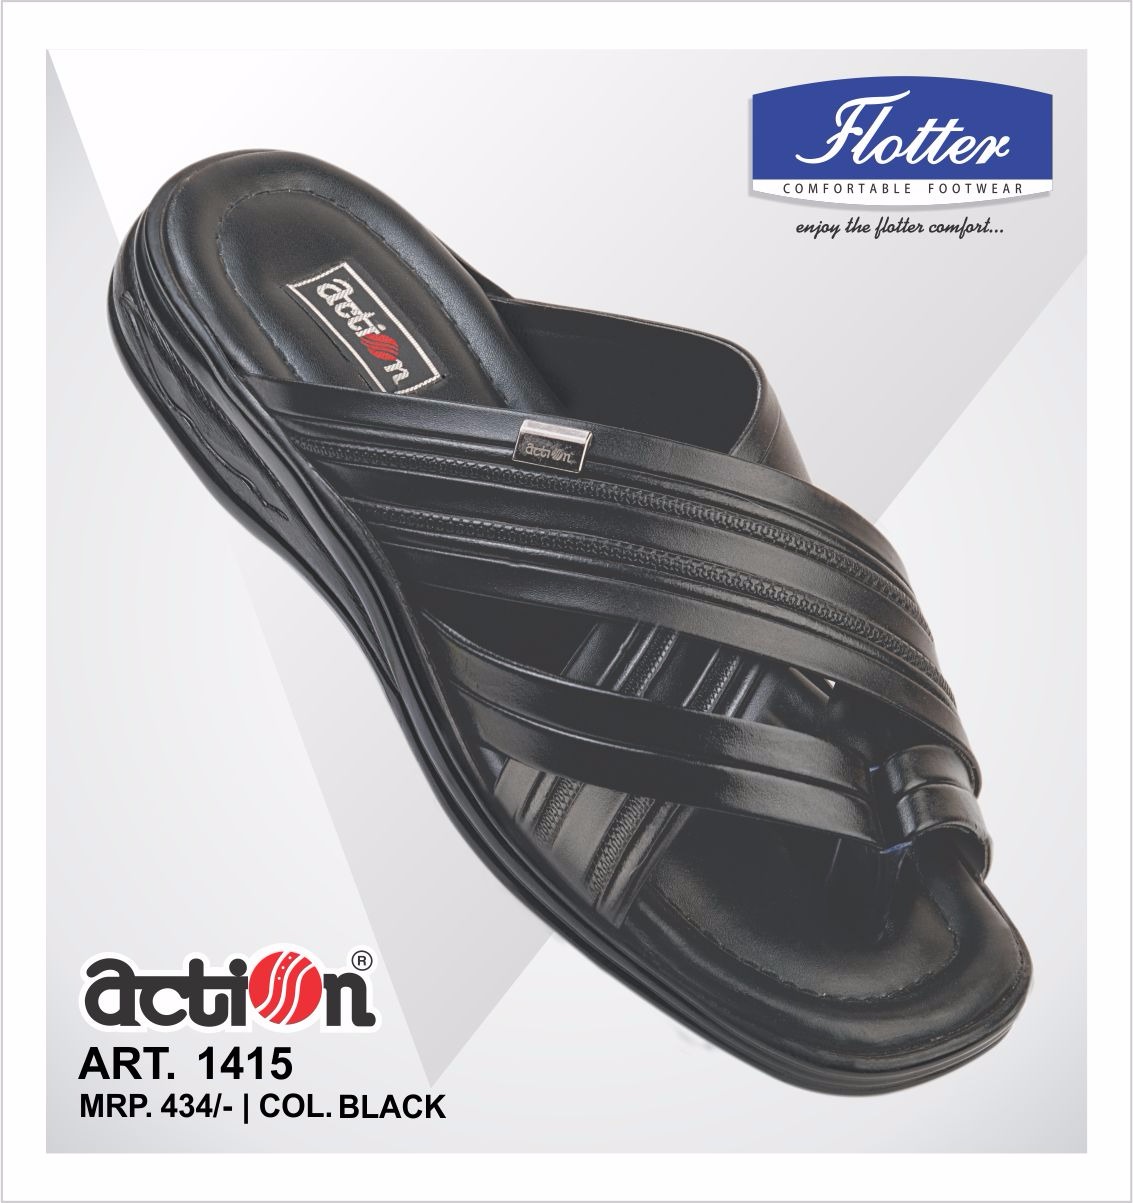 Flotter
COMFORTABLE FOOTWEAR
enjoy the flotter comfort...
action
action
action®
ART. 1415
MRP. 434/- | COL. BLACK